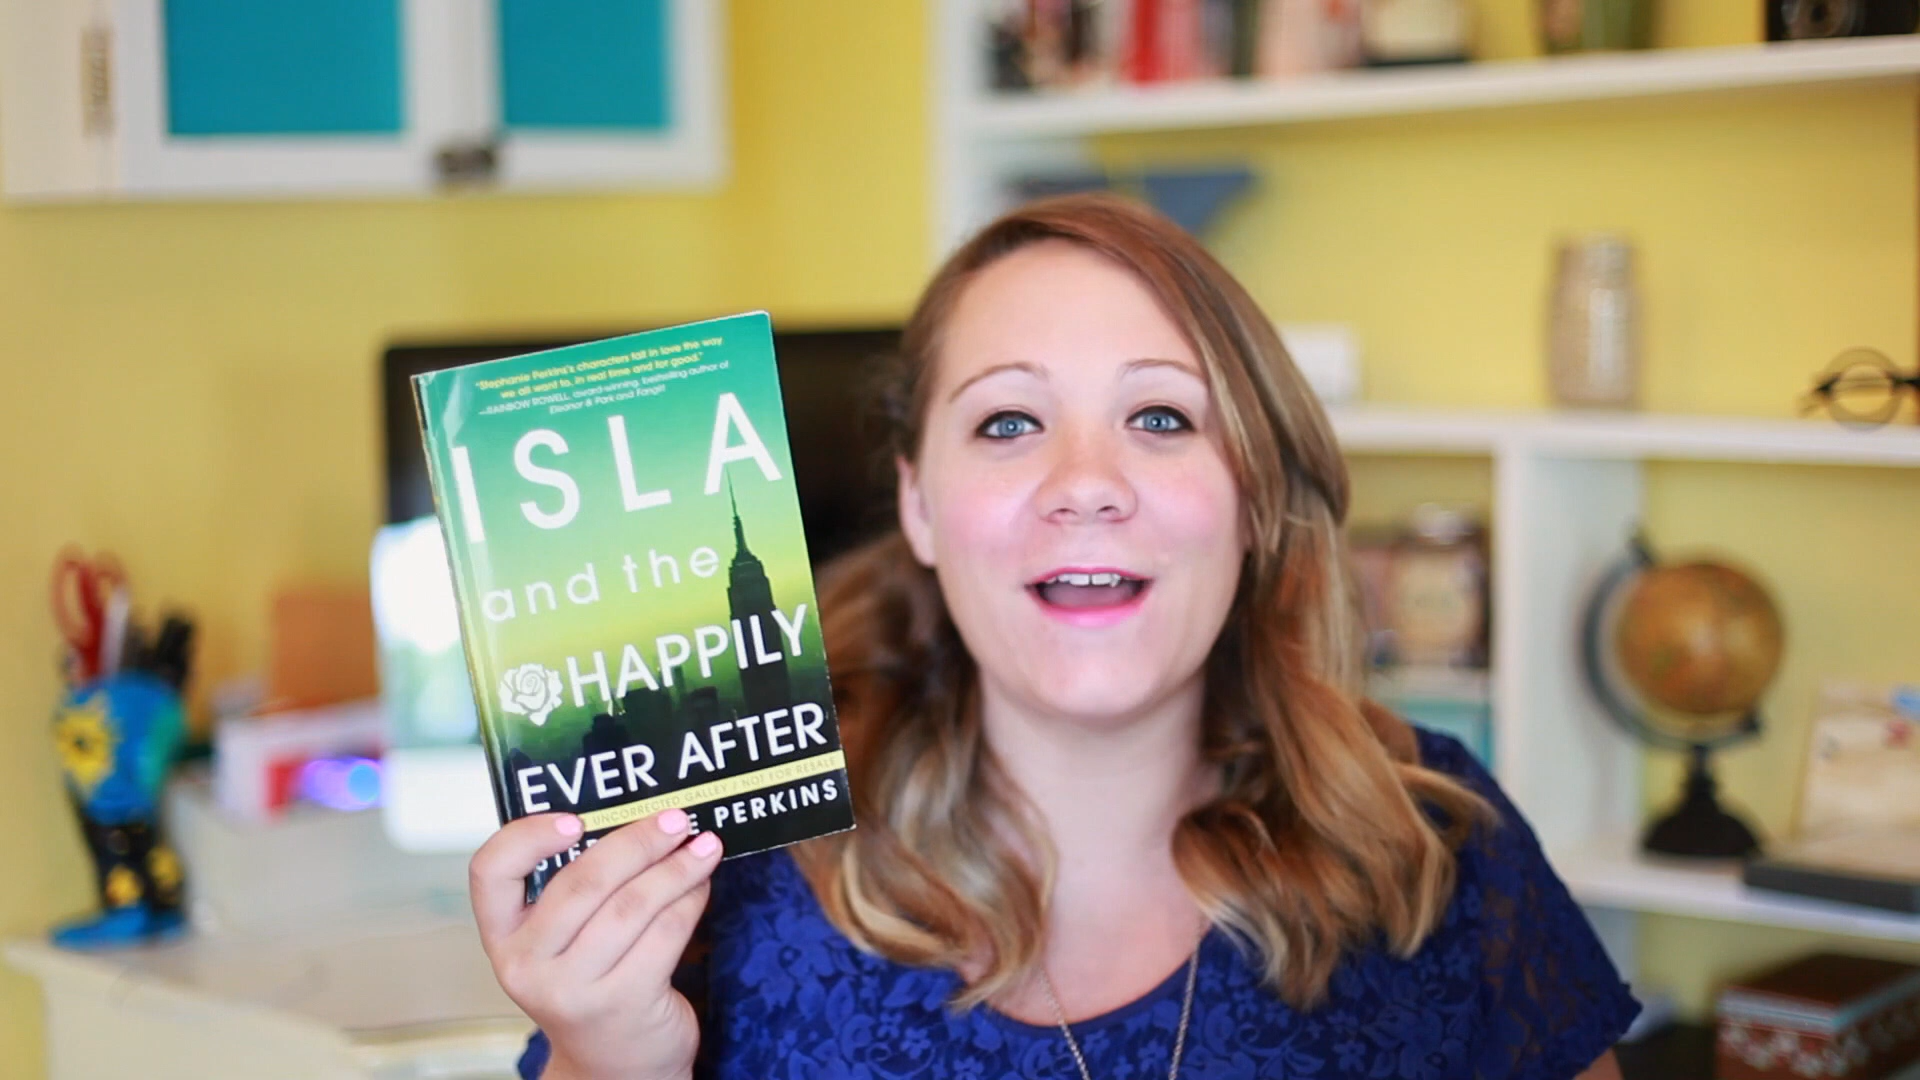 "Stephanie Perkins's characters fall in love the way
we all want to, in real time and for good."
—RAINBOW ROWELL, award-winning, bestselling author of
Eleanor & Park and Fangirl
ISLA
and the
HAPPILY
EVER AFTER
UNCORRECTED GALLEY / NOT FOR RESALE
PERKINS